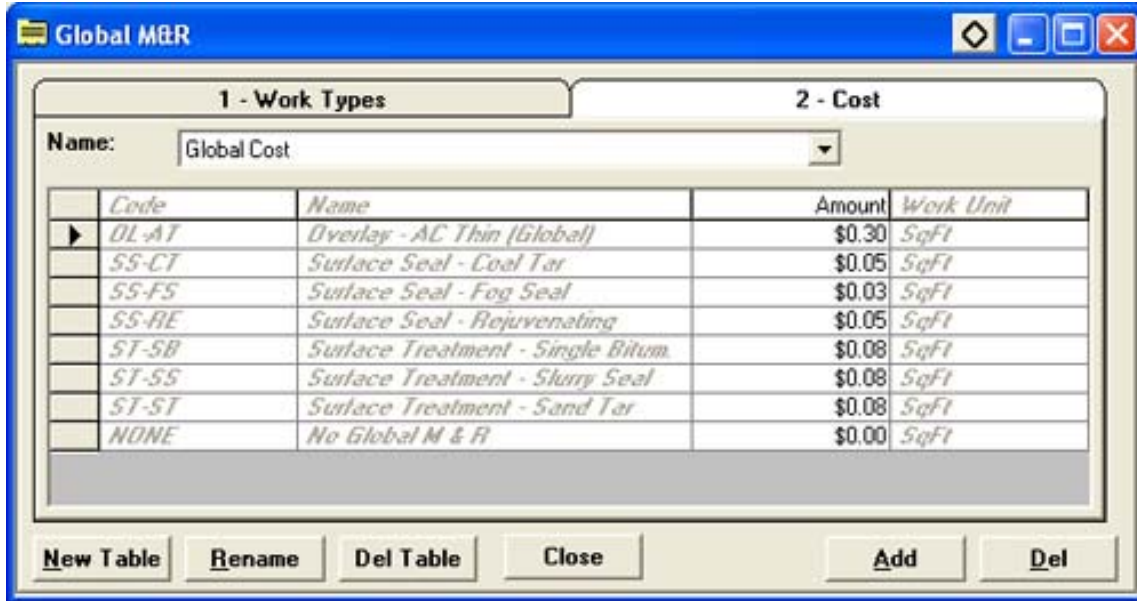 Global M&R
1 - Work Types 2 - Cost
Name: Global Cost
Code Name Amount Work Unit
OL-AT Overlay - AC Thin (Global) $0.30 SqFt
SS-CT Surface Seal - Coal Tar $0.05 SqFt
SS-FS Surface Seal - Fog Seal $0.03 SqFt
SS-RE Surface Seal - Rejuvenating $0.05 SqFt
ST-SB Surface Treatment - Single Bitum. $0.08 SqFt
ST-SS Surface Treatment - Slurry Seal $0.08 SqFt
ST-ST Surface Treatment - Sand Tar $0.08 SqFt
NONE No Global M & R $0.00 SqFt
New Table Rename Del Table Close Add Del